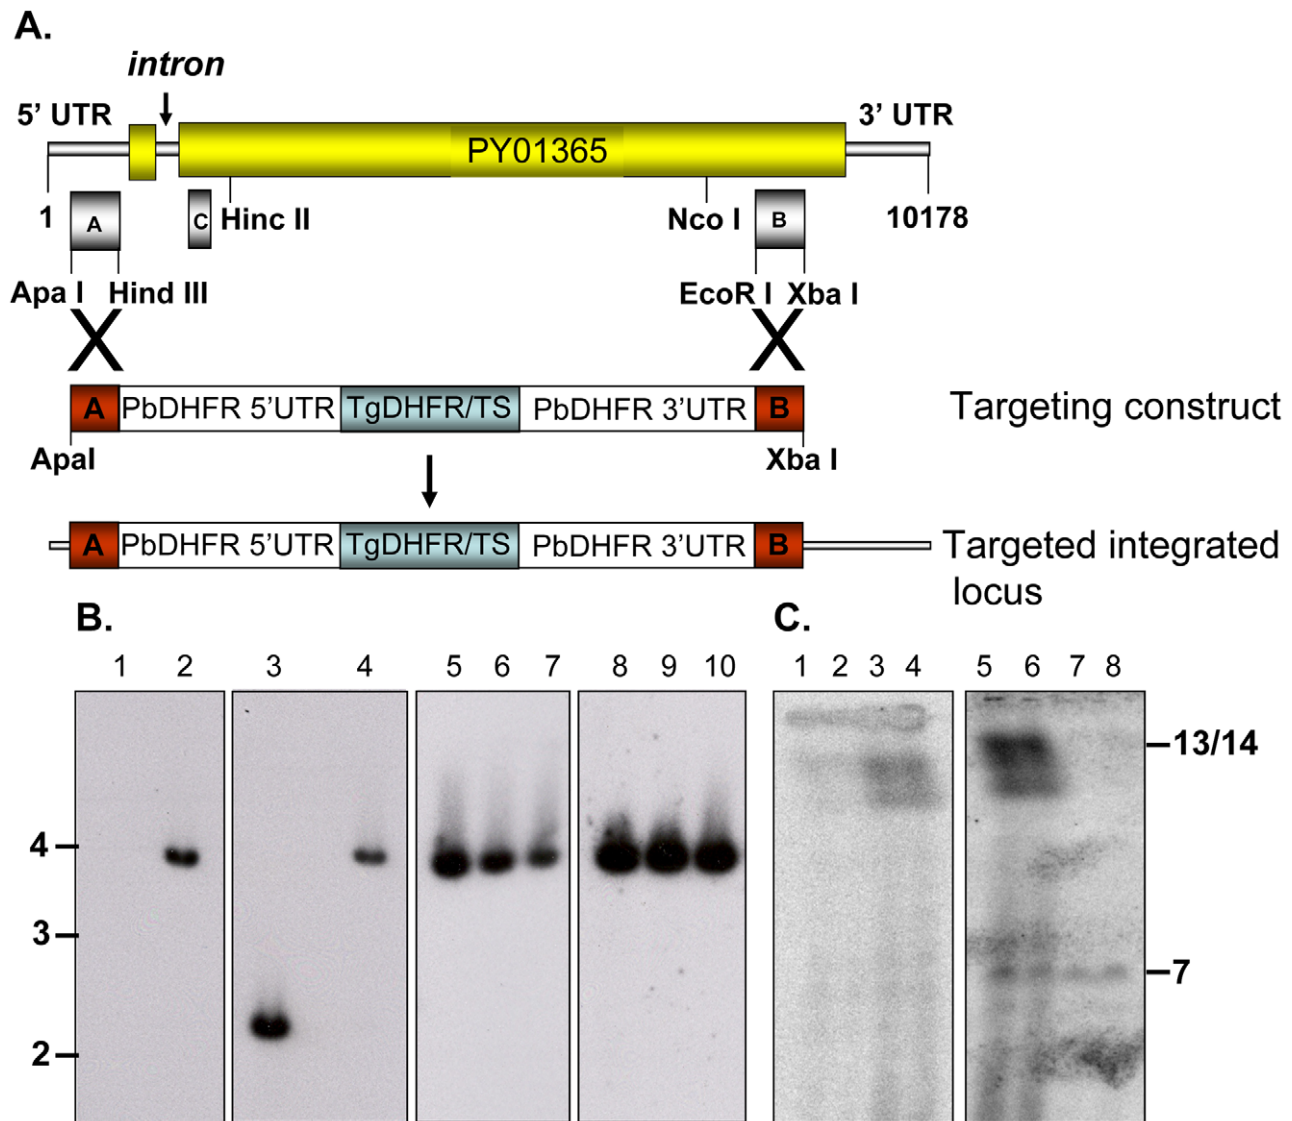 A.
intron
5’ UTR
3’ UTR
PY01365
1
A
C
Hinc II
Nco I
B
10178
Apa I
Hind III
EcoR I
Xba I
A
PbDHFR 5’UTR
TgDHFR/TS
PbDHFR 3’UTR
B
Targeting construct
ApaI
Xba I
A
PbDHFR 5’UTR
TgDHFR/TS
PbDHFR 3’UTR
B
Targeted integrated
locus
B.
C.
1 2 3 4 5 6 7 8 9 10
1 2 3 4 5 6 7 8
13/14
4
3
7
2